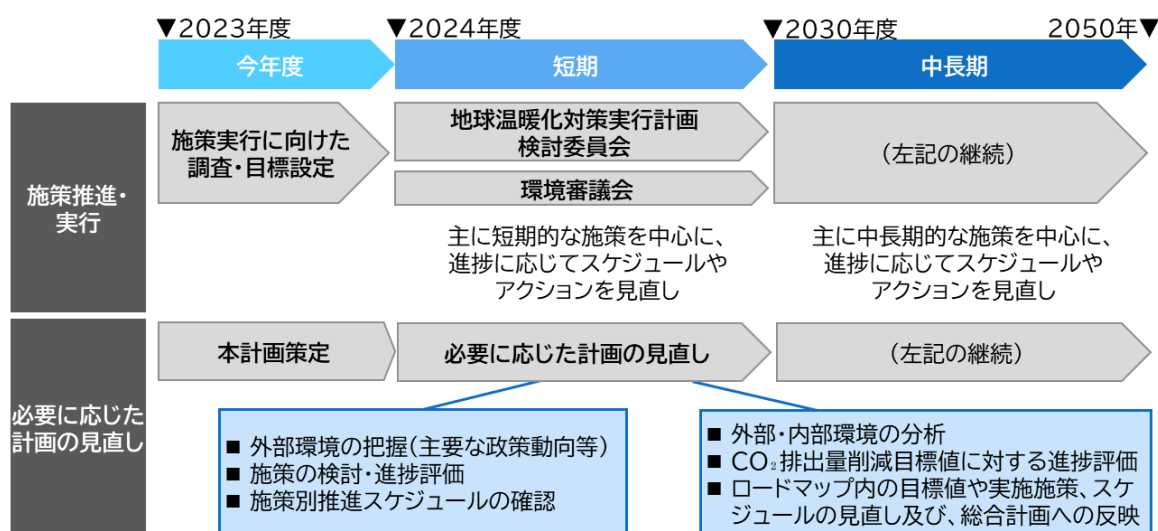 ▼2023年度
▼2024年度
▼2030年度
2050年▼
今年度
短期
中長期
施策推進・
実行
施策実行に向けた
調査・目標設定
地球温暖化対策実行計画
検討委員会
環境審議会
(左記の継続)
主に短期的な施策を中心に、
進捗に応じてスケジュールや
アクションを見直し
主に中長期的な施策を中心に、
進捗に応じてスケジュールや
アクションを見直し
必要に応じた
計画の見直し
本計画策定
必要に応じた計画の見直し
(左記の継続)
■ 外部環境の把握(主要な政策動向等)
■ 施策の検討・進捗評価
■ 施策別推進スケジュールの確認
■ 外部・内部環境の分析
■ CO₂排出量削減目標値に対する進捗評価
■ ロードマップ内の目標値や実施施策、スケ
ジュールの見直し及び、総合計画への反映